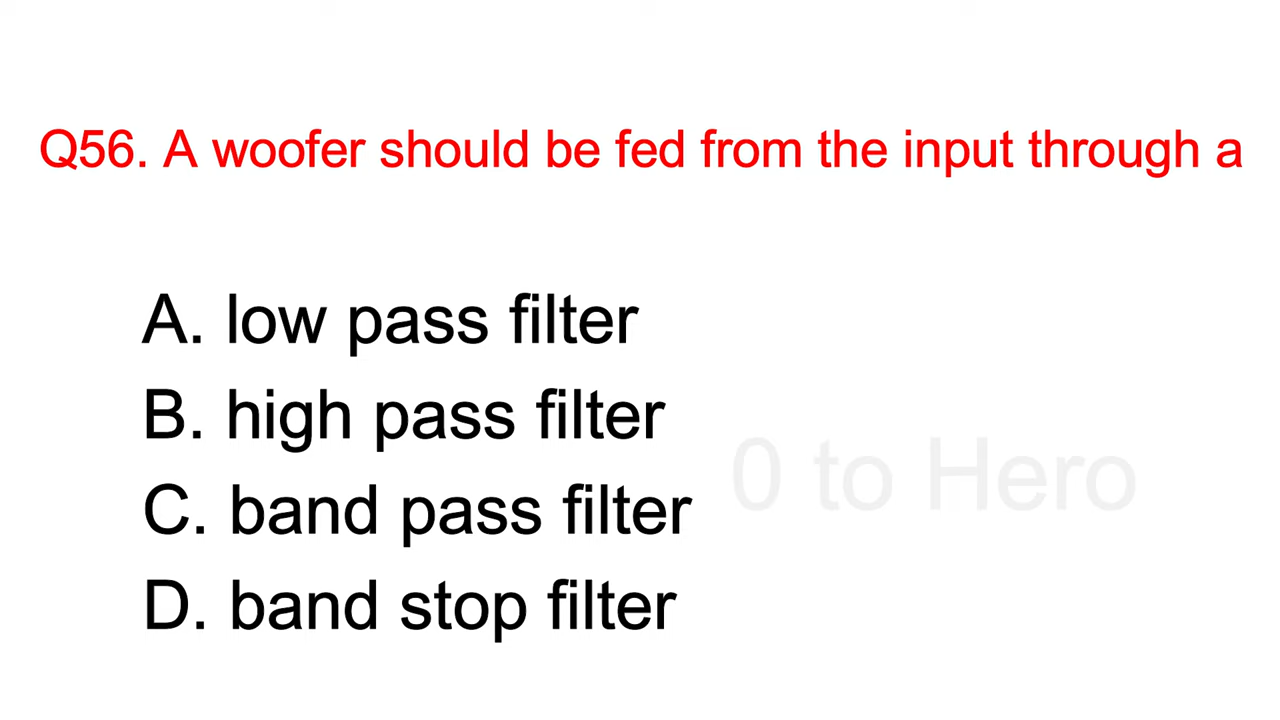 Q56. A woofer should be fed from the input through a
A. low pass filter
B. high pass filter
0 to Hero
C. band pass filter
D. band stop filter